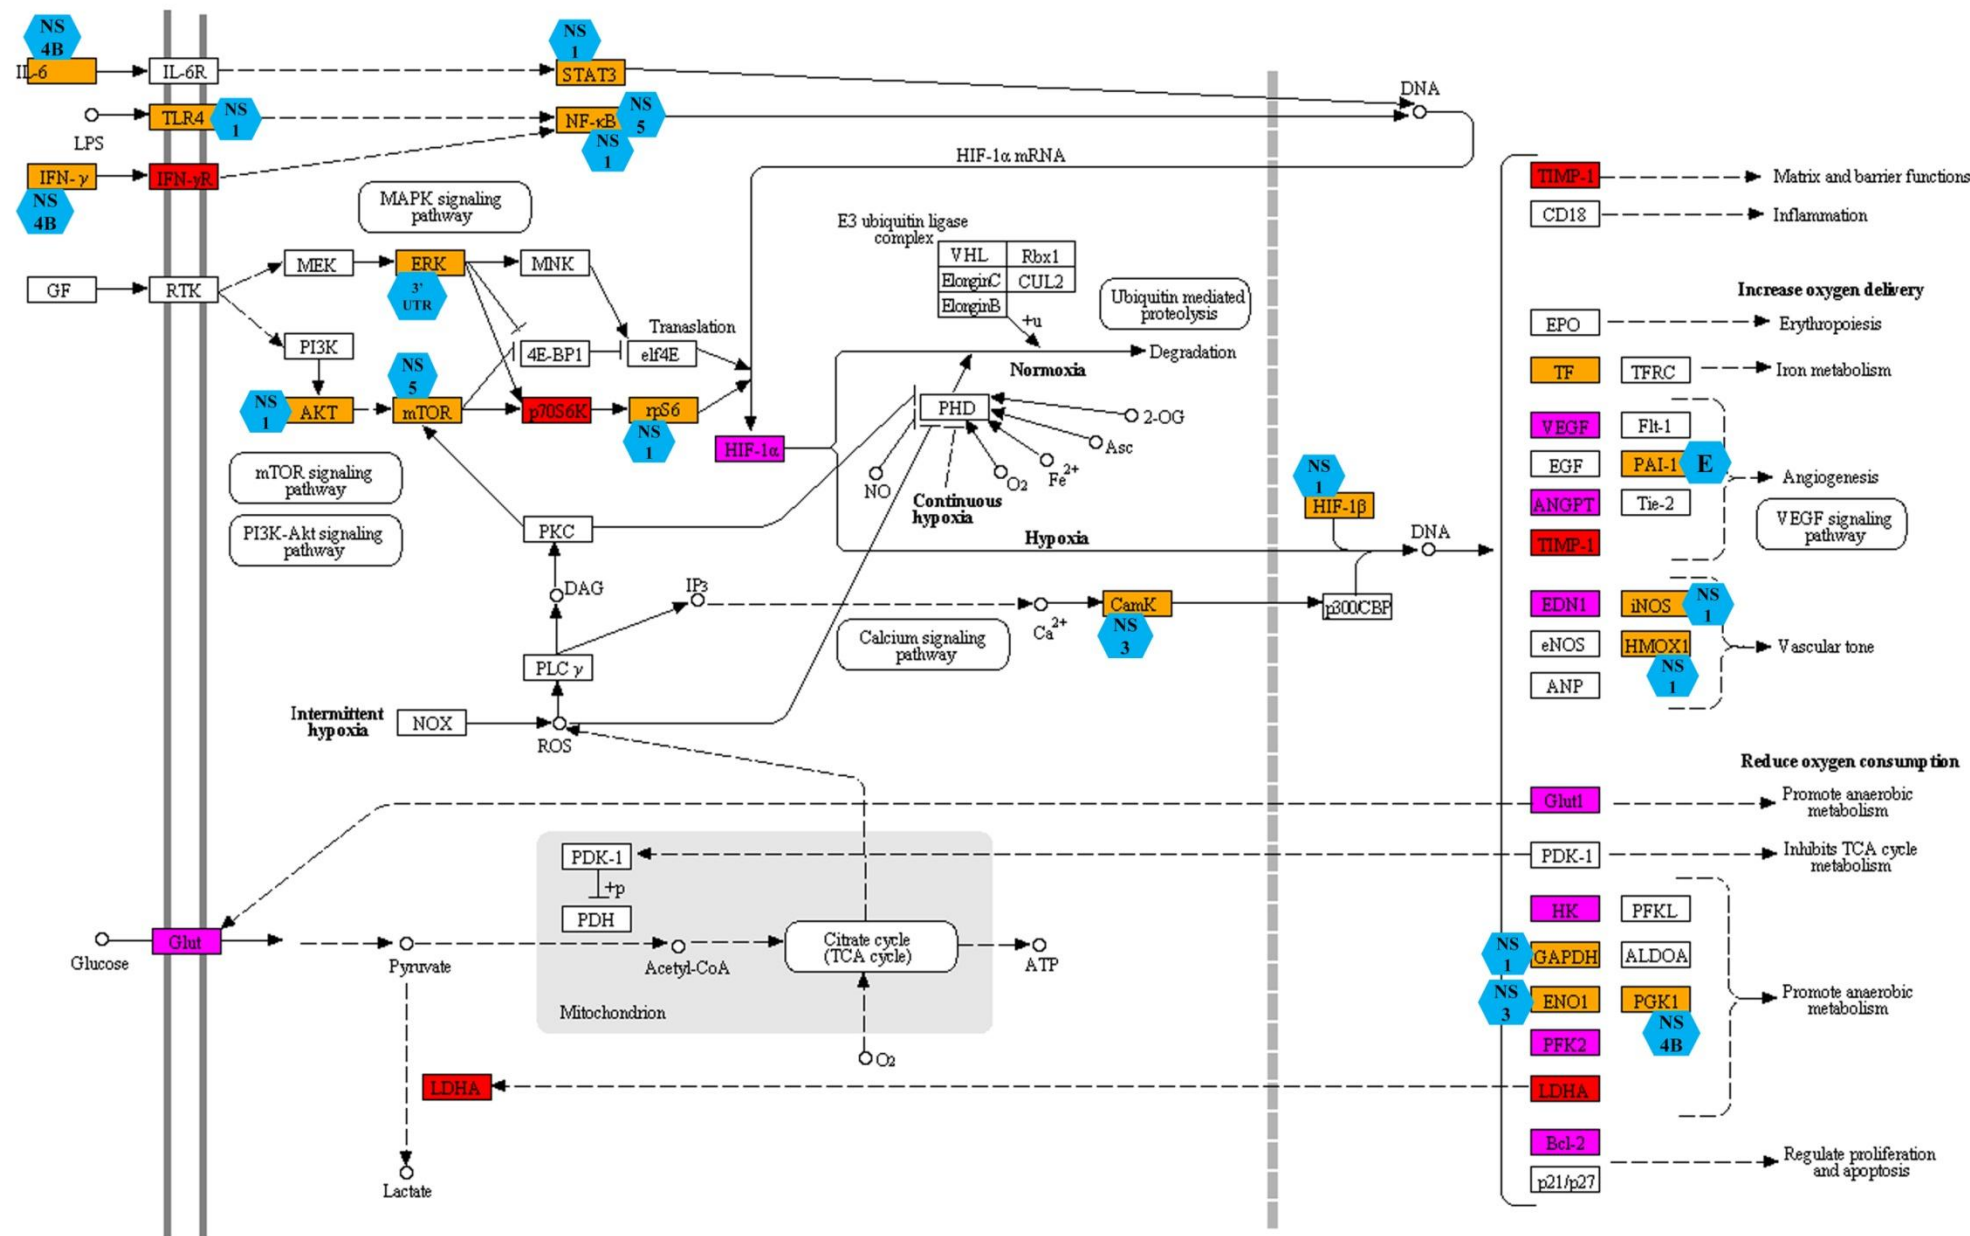 NS
4B
IL-6
IL-6R
NS
1
STAT3
DNA
LPS
TLR4
NS
1
NF-κB
NS
5
NS
1
HIF-1α mRNA
IFN-γ
NS
4B
IFN-γR
MAPK signaling
pathway
GF
RTK
MEK
ERK
3'
UTR
MNK
PI3K
4E-BP1
elf4E
Tranaslation
NS
1
AKT
NS
5
mTOR
p70S6K
rpS6
NS
1
HIF-1α
mTOR signaling
pathway
PI3K-Akt signaling
pathway
E3 ubiquitin ligase
complex
VHL
Rbx1
ElonginC
CUL2
ElonginB
+u
Ubiquitin mediated
proteolysis
Degradation
Normoxia
PHD
2-OG
Asc
Fe2+
O2
NO
Continuous
hypoxia
Hypoxia
NS
1
HIF-1β
DNA
PKC
DAG
IP3
Ca2+
CamK
NS
3
p300/CBP
Calcium signaling
pathway
PLC γ
Intermittent
hypoxia
NOX
ROS
PDK-1
+p
PDH
Citrate cycle
(TCA cycle)
Glucose
Glut
Pyruvate
Acetyl-CoA
ATP
Mitochondrion
O2
LDHA
Lactate
TIMP-1
Matrix and barrier functions
CD18
Inflammation
Increase oxygen delivery
EPO
Erythropoiesis
TF
TFRC
Iron metabolism
VEGF
Flt-1
EGF
PAI-1
E
Angiogenesis
ANGPT
Tie-2
VEGF signaling
pathway
TIMP-1
EDN1
iNOS
NS
1
eNOS
HMOX1
NS
1
Vascular tone
ANP
Reduce oxygen consumption
Glut1
Promote anaerobic
metabolism
PDK-1
Inhibits TCA cycle
metabolism
HK
PFKL
NS
1
GAPDH
ALDOA
NS
3
ENO1
PGK1
NS
4B
Promote anaerobic
metabolism
PFK2
LDHA
Bcl-2
p21/p27
Regulate proliferation
and apoptosis